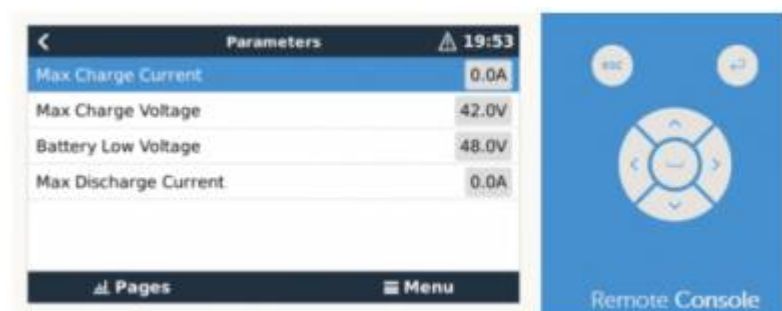 Parameters 19:53
Max Charge Current 0.0A
Max Charge Voltage 42.0V
Battery Low Voltage 48.0V
Max Discharge Current 0.0A
Pages Menu
esc
Remote Console